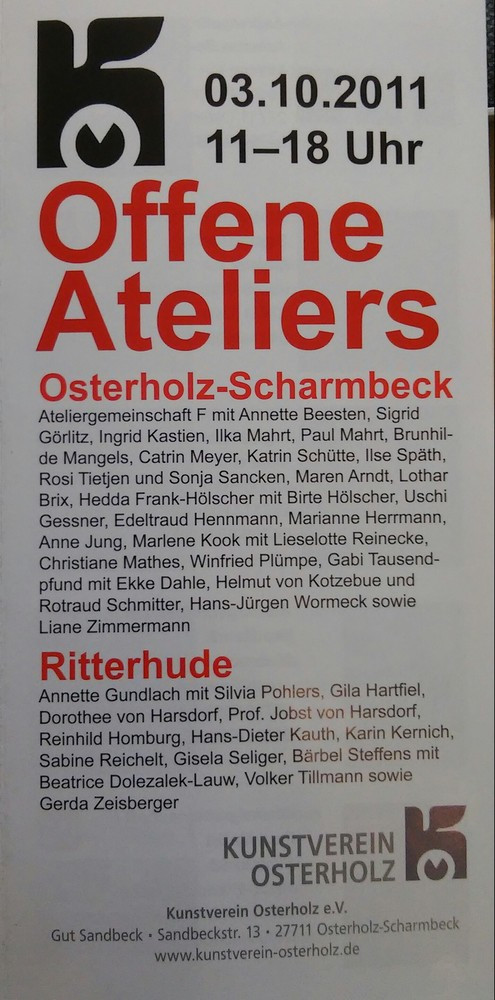 03.10.2011
11–18 Uhr
Offene
Ateliers
Osterholz-Scharmbeck
Ateliergemeinschaft F mit Annette Beesten, Sigrid
Görlitz, Ingrid Kastien, Ilka Mahrt, Paul Mahrt, Brunhil-
de Mangels, Catrin Meyer, Katrin Schütte, Ilse Späth,
Rosi Tietjen und Sonja Sancken, Maren Arndt, Lothar
Brix, Hedda Frank-Hölscher mit Birte Hölscher, Uschi
Gessner, Edeltraud Hennmann, Marianne Herrmann,
Anne Jung, Marlene Kook mit Lieselotte Reinecke,
Christiane Mathes, Winfried Plümpe, Gabi Tausend-
pfund mit Ekke Dahle, Helmut von Kotzebue und
Rotraud Schmitter, Hans-Jürgen Wormeck sowie
Liane Zimmermann
Ritterhude
Annette Gundlach mit Silvia Pohlers, Gila Hartfiel,
Dorothee von Harsdorf, Prof. Jobst von Harsdorf,
Reinhild Homburg, Hans-Dieter Kauth, Karin Kernich,
Sabine Reichelt, Gisela Seliger, Bärbel Steffens mit
Beatrice Dolezalek-Lauw, Volker Tillmann sowie
Gerda Zeisberger
KUNSTVEREIN
OSTERHOLZ
Kunstverein Osterholz e.V.
Gut Sandbeck • Sandbeckstr. 13 • 27711 Osterholz-Scharmbeck
www.kunstverein-osterholz.de